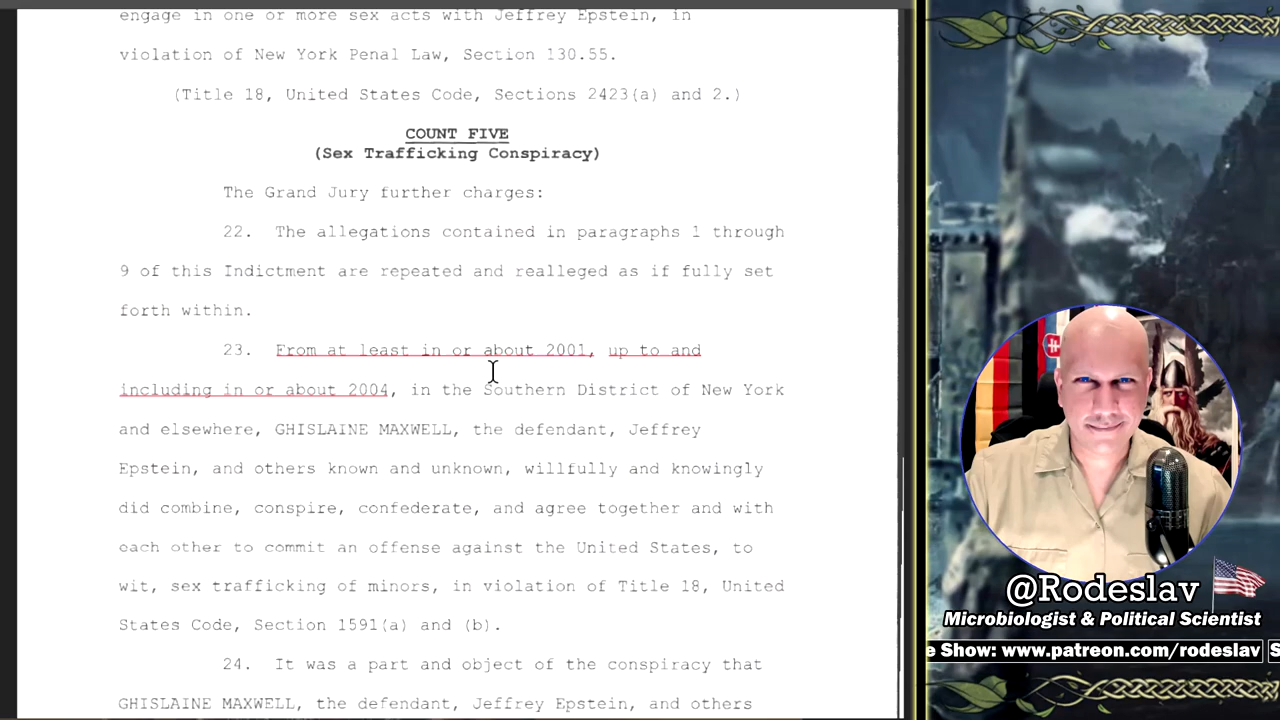 engage in one or more sex acts with Jeffrey Epstein, in
violation of New York Penal Law, Section 130.55.
(Title 18, United States Code, Sections 2423(a) and 2.)
COUNT FIVE
(Sex Trafficking Conspiracy)
The Grand Jury further charges:
22. The allegations contained in paragraphs 1 through
9 of this Indictment are repeated and realleged as if fully set
forth within.
23. From at least in or about 2001, up to and
including in or about 2004, in the Southern District of New York
and elsewhere, GHISLAINE MAXWELL, the defendant, Jeffrey
Epstein, and others known and unknown, willfully and knowingly
did combine, conspire, confederate, and agree together and with
each other to commit an offense against the United States, to
wit, sex trafficking of minors, in violation of Title 18, United
States Code, Section 1591(a) and (b).
24. It was a part and object of the conspiracy that
GHISLAINE MAXWELL, the defendant, Jeffrey Epstein, and others
@Rodeslav
Microbiologist & Political Scientist
e Show: www.patreon.com/rodeslav S